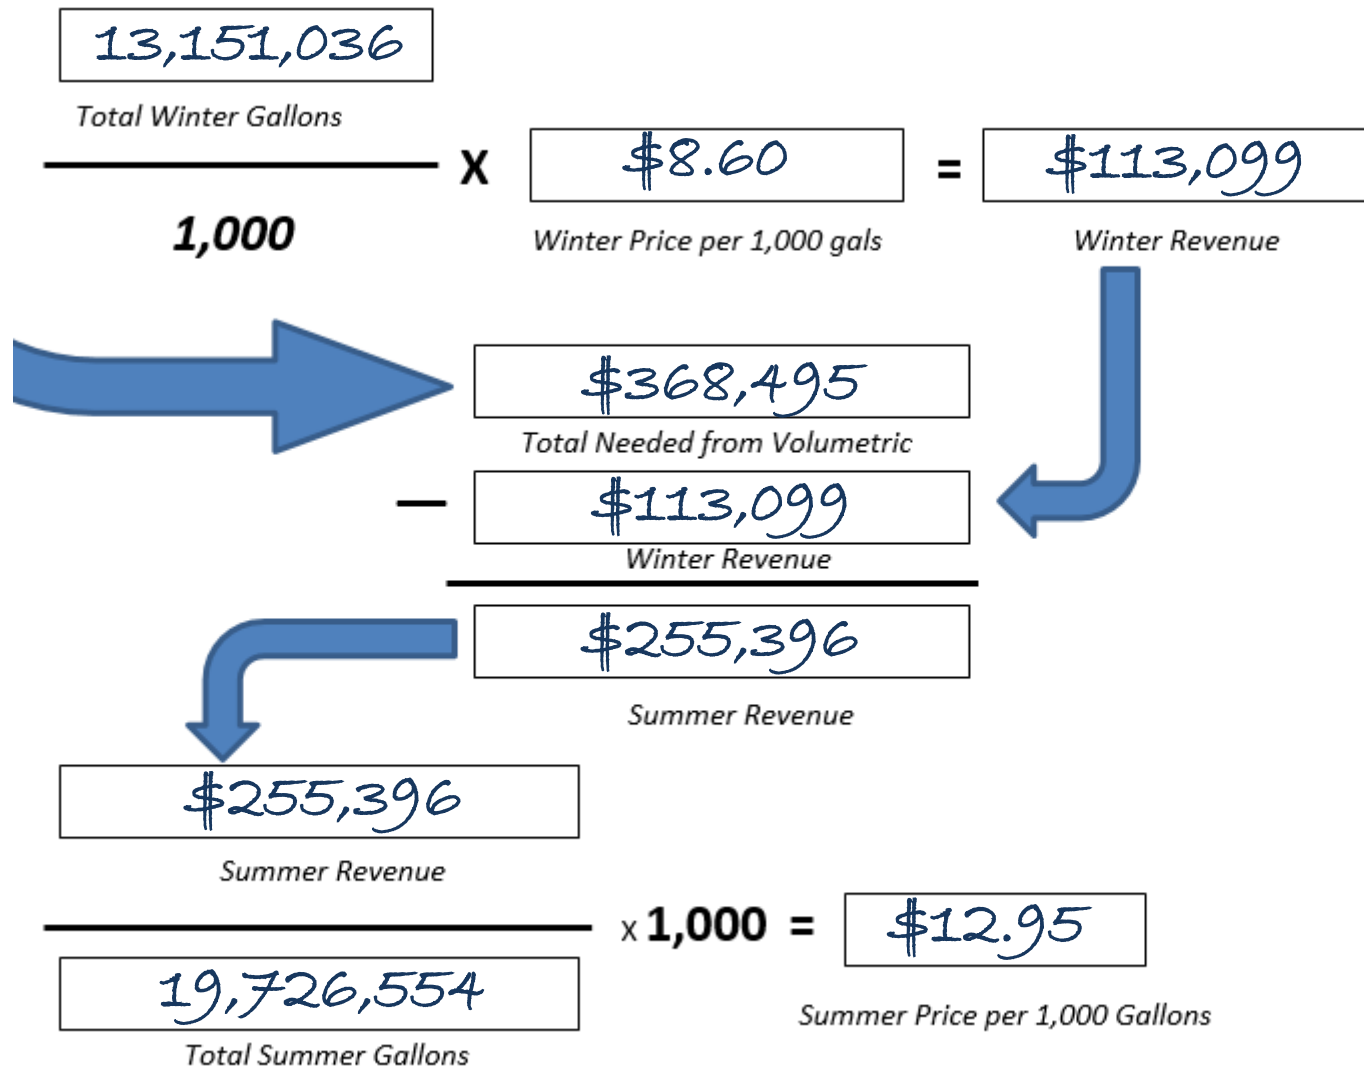 13,151,036
Total Winter Gallons
X $8.60 = $113,099
1,000 Winter Price per 1,000 gals Winter Revenue
$368,495
Total Needed from Volumetric
— $113,099
Winter Revenue
$255,396
Summer Revenue
$255,396
Summer Revenue
x 1,000 = $12.95
19,726,554
Summer Price per 1,000 Gallons
Total Summer Gallons